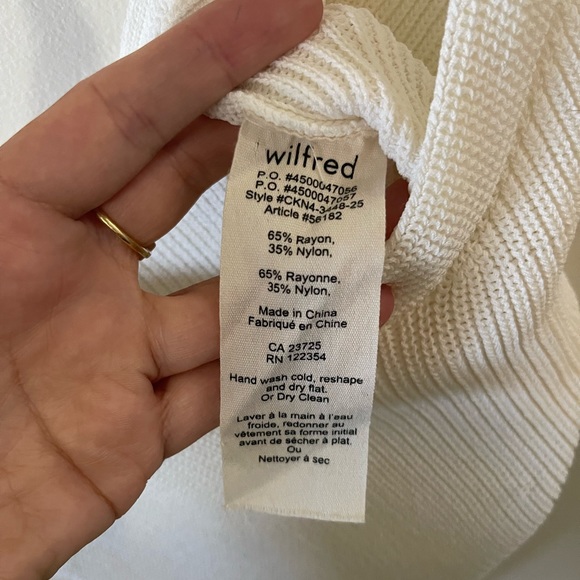 wilfred
P.O. #4500047056
P.O. #4500047057
Style #CKN4-3448-25
Article #56182
65% Rayon,
35% Nylon,
65% Rayonne,
35% Nylon,
Made in China
Fabriqué en Chine
CA 23725
RN 122354
Hand wash cold, reshape
and dry flat.
Or Dry Clean
Laver à la main à l'eau
froide, redonner au
vêtement sa forme initial
avant de sécher à plat.
Ou
Nettoyer à sec